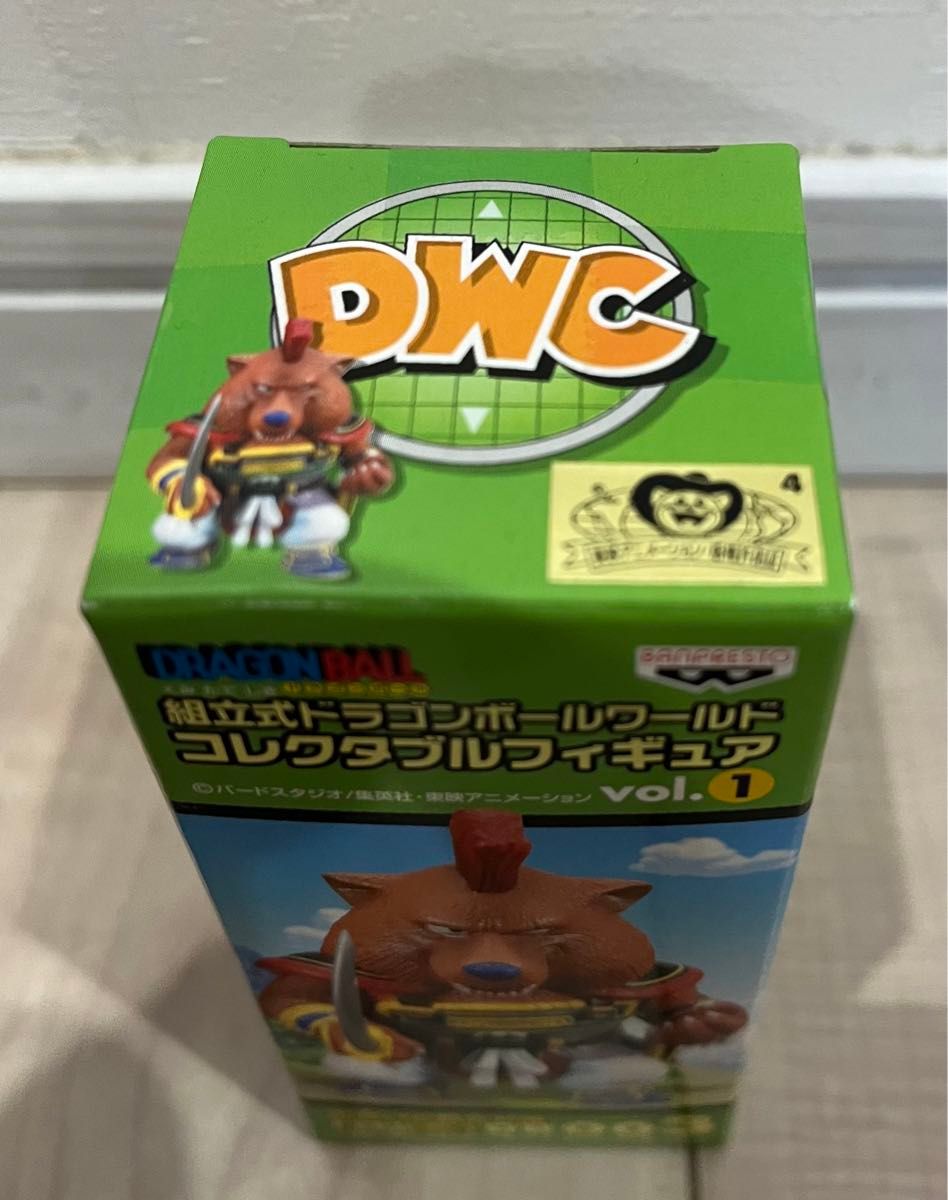 DWC
4
DRAGON BALL
BANPRESTO
組立式ドラゴンボールワールド
コレクタブルフィギュア
©バードスタジオ/集英社・東映アニメーション
vol.1